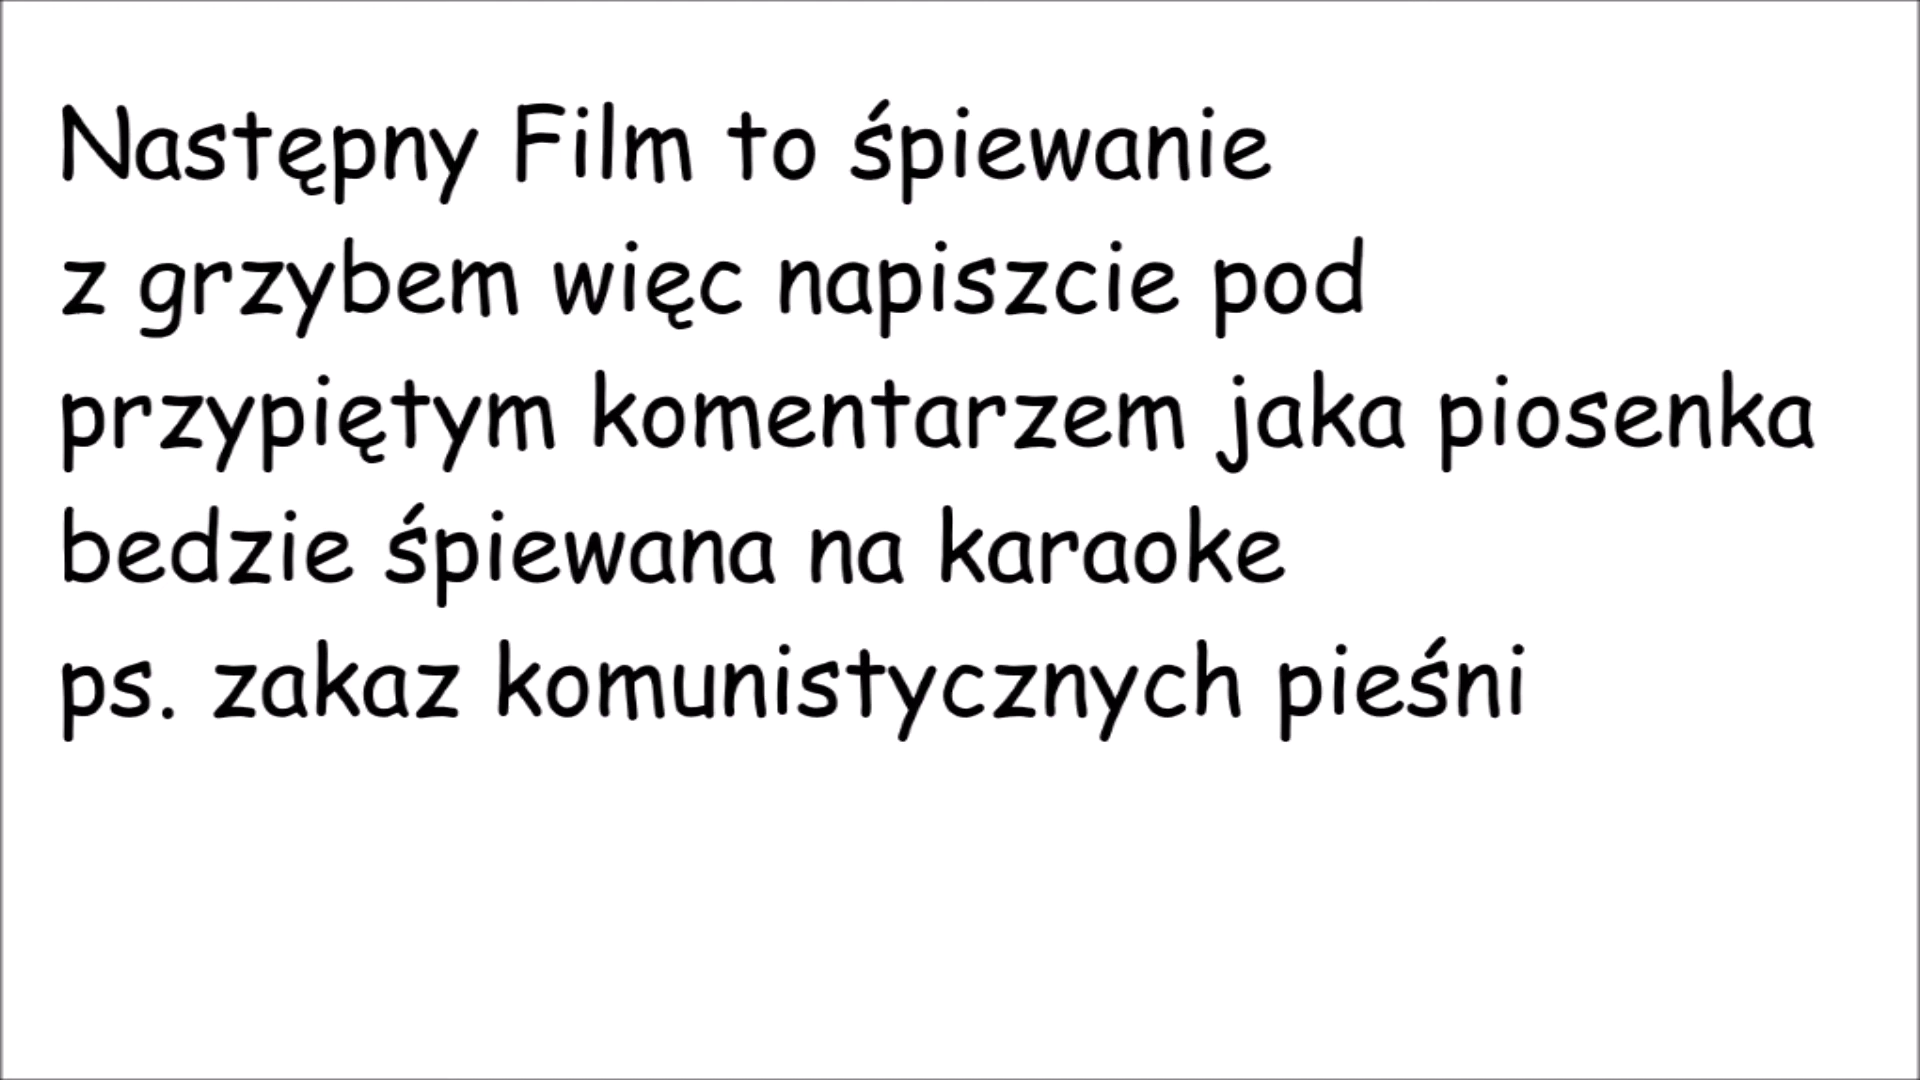 Następny Film to śpiewanie
z grzybem więc napiszcie pod
przypiętym komentarzem jaka piosenka
bedzie śpiewana na karaoke
ps. zakaz komunistycznych pieśni